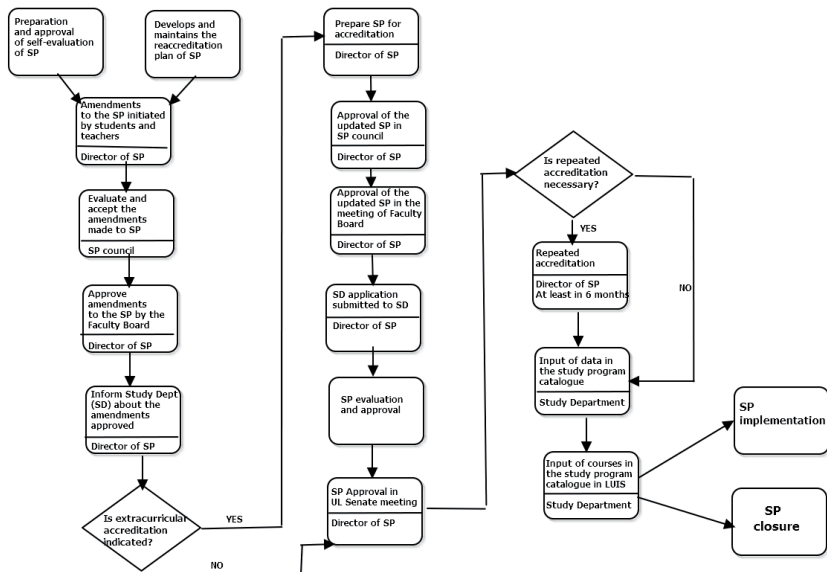 Preparation
and approval
of self-evaluation
of SP
Develops and
maintains the
reaccreditation
plan of SP
Amendments
to the SP initiated
by students and
teachers
Director of SP
Evaluate and
accept the
amendments
made to SP
SP council
Approve
amendments
to the SP by the
Faculty Board
Director of SP
Inform Study Dept
(SD) about the
amendments
approved
Director of SP
Is extracurricular
accreditation
indicated?
YES
NO
Prepare SP for
accreditation
Director of SP
Approval of the
updated SP in
SP council
Director of SP
Approval of the
updated SP in the
meeting of Faculty
Board
Director of SP
SD application
submitted to SD
Director of SP
SP evaluation
and approval
SP Approval in
UL Senate meeting
Director of SP
Is repeated
accreditation
necessary?
YES
NO
Repeated
accreditation
Director of SP
At least in 6 months
Input of data in
the study program
catalogue
Study Department
Input of courses in
the study program
catalogue in LUIS
Study Department
SP
implementation
SP
closure